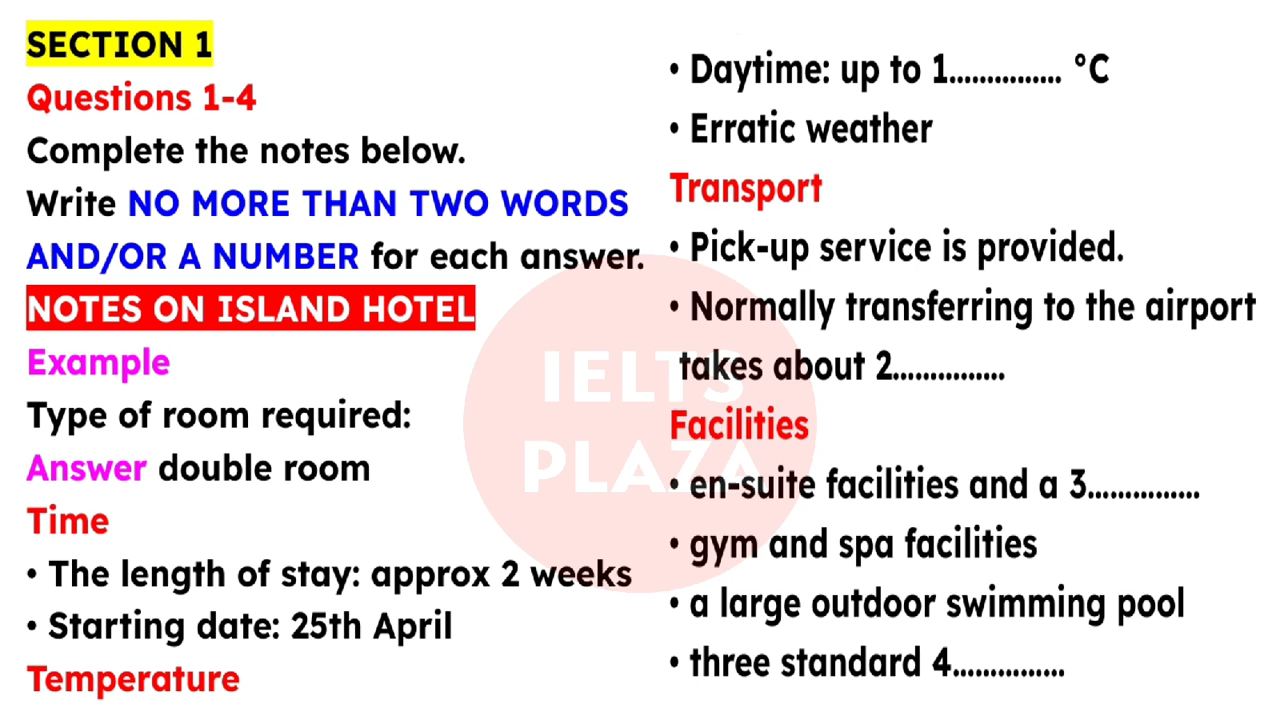 SECTION 1
Questions 1-4
Complete the notes below.
Write NO MORE THAN TWO WORDS
AND/OR A NUMBER for each answer.
NOTES ON ISLAND HOTEL
Example
Type of room required:
Answer double room
Time
• The length of stay: approx 2 weeks
• Starting date: 25th April
Temperature
• Daytime: up to 1............... °C
• Erratic weather
Transport
• Pick-up service is provided.
• Normally transferring to the airport
takes about 2...............
Facilities
• en-suite facilities and a 3...............
• gym and spa facilities
• a large outdoor swimming pool
• three standard 4...............
IELTS
PLAZA